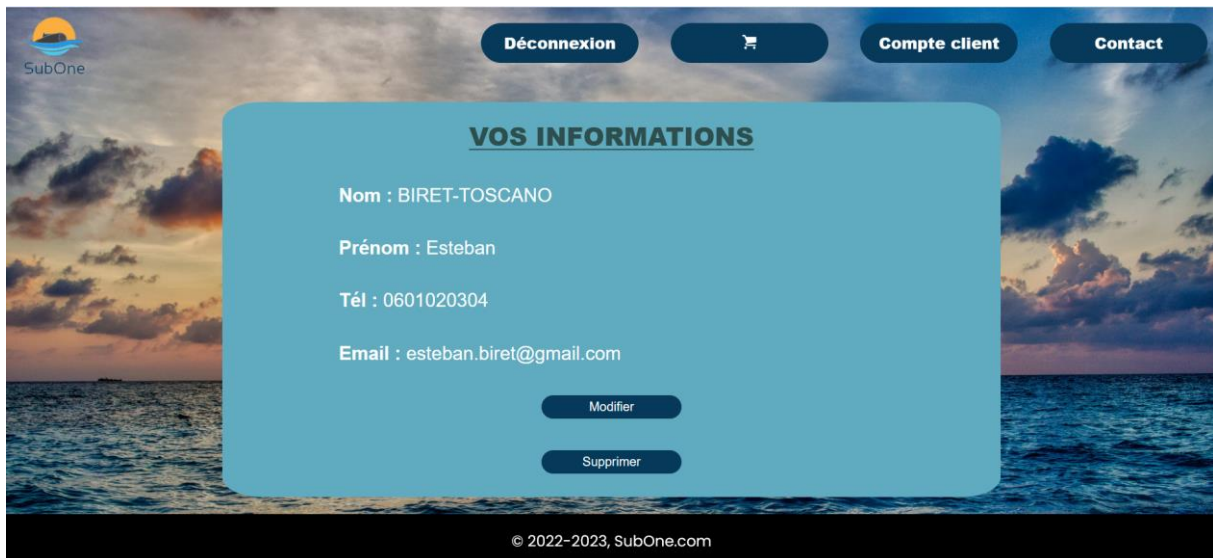 SubOne
Déconnexion
Compte client
Contact
VOS INFORMATIONS
Nom : BIRET-TOSCANO
Prénom : Esteban
Tél : 0601020304
Email : esteban.biret@gmail.com
Modifier
Supprimer
© 2022-2023, SubOne.com